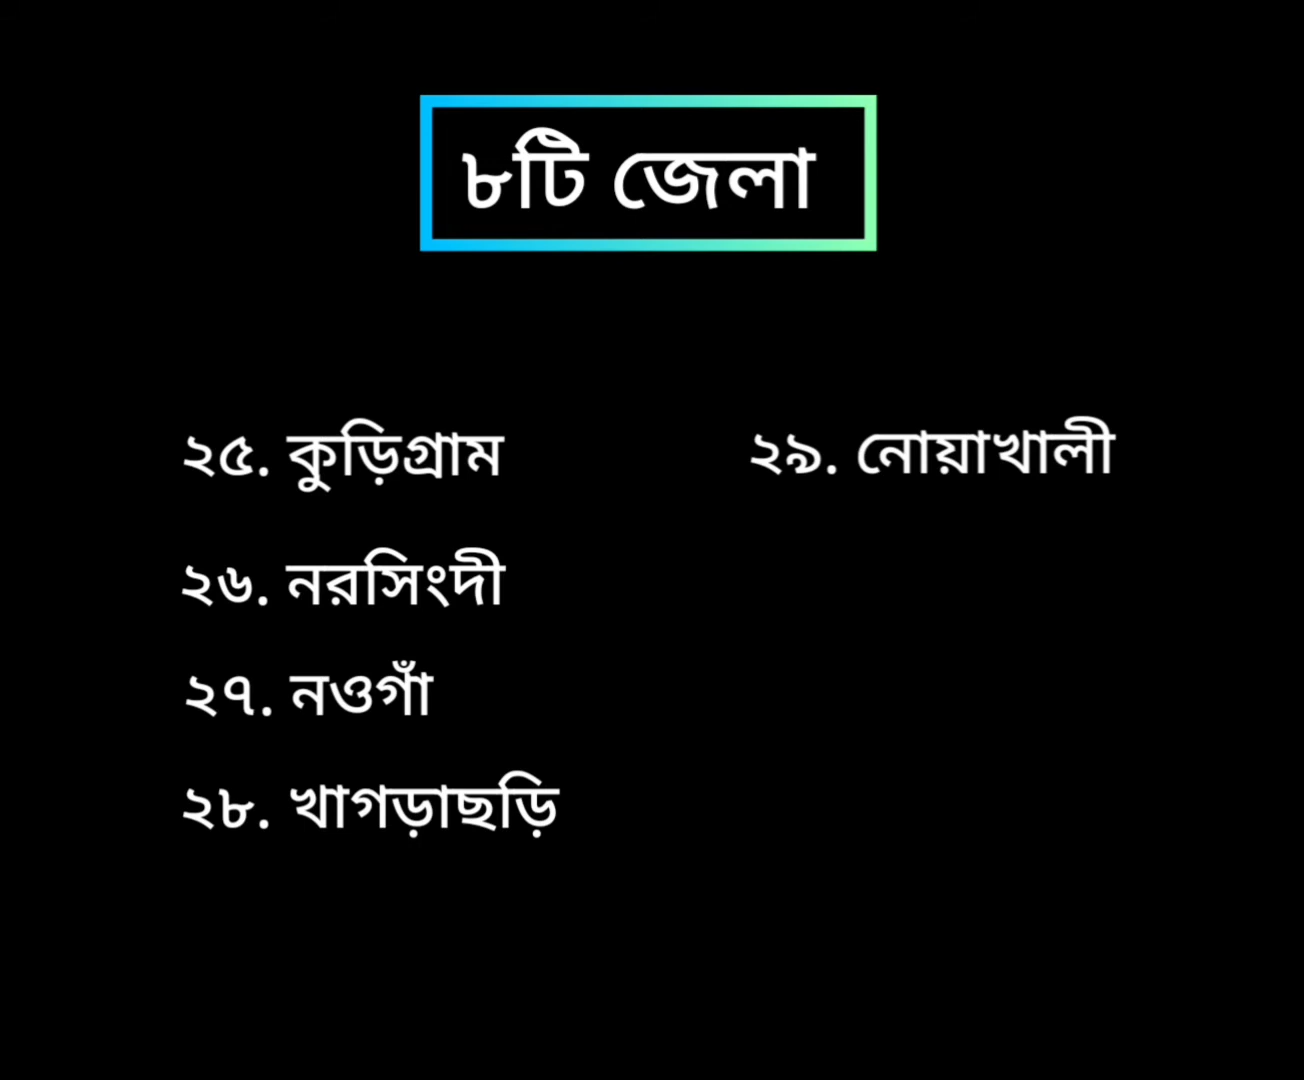 ৮টি জেলা
২৫. কুড়িগ্রাম
২৬. নরসিংদী
২৭. নওগাঁ
২৮. খাগড়াছড়ি
২৯. নোয়াখালী